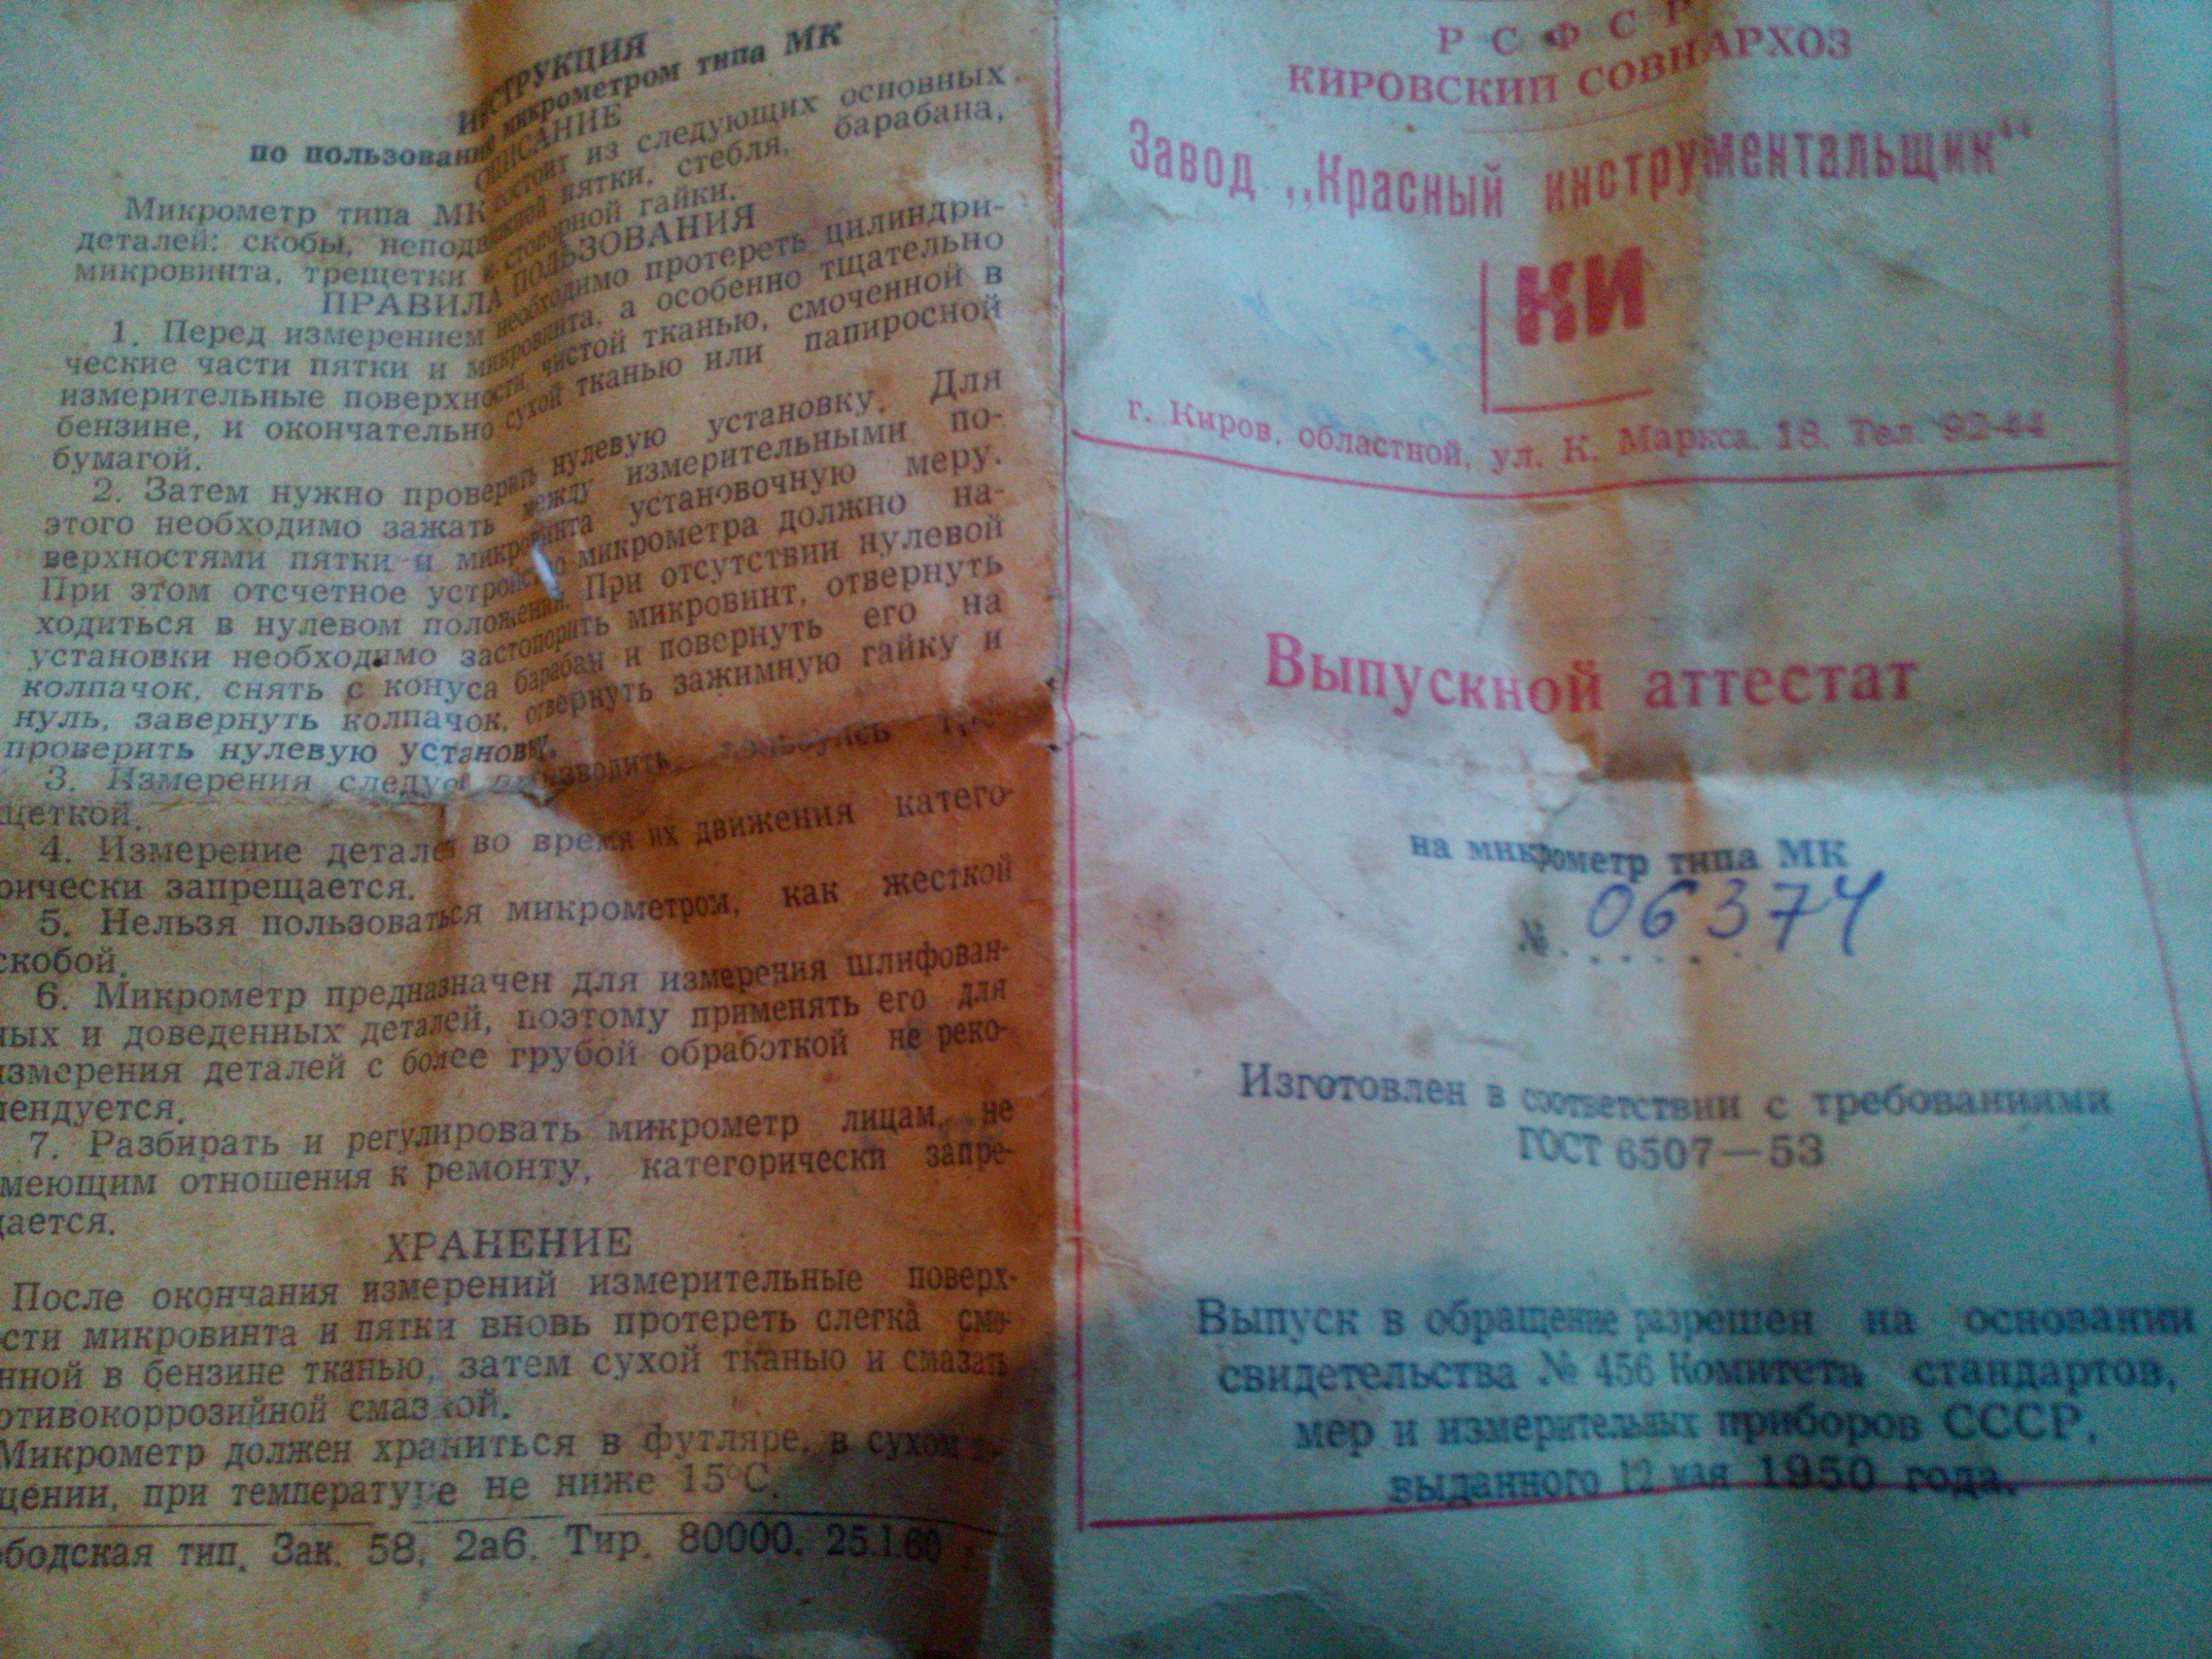 ИНСТРУКЦИЯ
по пользованию микрометром типа МК
ОПИСАНИЕ
Микрометр типа МК состоит из следующих основных
деталей: скобы, неподвижной пятки, стебля, барабана,
микровинта, трещетки и стопорной гайки.
ПРАВИЛА ПОЛЬЗОВАНИЯ
1. Перед измерением необходимо протереть цилиндри-
ческие части пятки и микровинта, а особенно тщательно
измерительные поверхности, чистой тканью, смоченной в
бензине, и окончательно сухой тканью или папиросной
бумагой.
2. Затем нужно проверить нулевую установку. Для
этого необходимо зажать между измерительными по-
верхностями пятки и микровинта установочную меру.
При этом отсчетное устройство микрометра должно на-
ходиться в нулевом положении. При отсутствии нулевой
установки необходимо застопорить микровинт, отвернуть
колпачок, снять с конуса барабан и повернуть его на
нуль, завернуть колпачок, отвернуть зажимную гайку и
проверить нулевую установку.
3. Измерения следует производить,
щеткой.
4. Измерение деталей во время их движения катего-
рически запрещается.
5. Нельзя пользоваться микрометром, как жесткой
скобой.
6. Микрометр предназначен для измерения шлифован-
ных и доведенных деталей, поэтому применять его для
измерения деталей с более грубой обработкой не реко-
мендуется.
7. Разбирать и регулировать микрометр лицам, не
имеющим отношения к ремонту, категорически запре-
щается.
ХРАНЕНИЕ
После окончания измерений измерительные поверх-
ости микровинта и пятки вновь протереть слегка смо-
енной в бензине тканью, затем сухой тканью и смазать
отивокоррозийной смазкой.
Микрометр должен храниться в футляре, в сухом
щении, при температуре не ниже 15°С.
ободская тип. Зак. 58. 2а6. Тир. 80000. 25.1.60
РСФСР
КИРОВСКИЙ СОВНАРХОЗ
Завод „Красный инструментальщик“
КИ
г. Киров, областной, ул. К. Маркса, 18. Тел. 92-44
Выпускной аттестат
на микрометр типа МК
№ 06374
Изготовлен в соответствии с требованиями
ГОСТ 6507—53
Выпуск в обращение разрешен на основании
свидетельства № 456 Комитета стандартов,
мер и измерительных приборов СССР,
выданного 12 мая 1950 года.